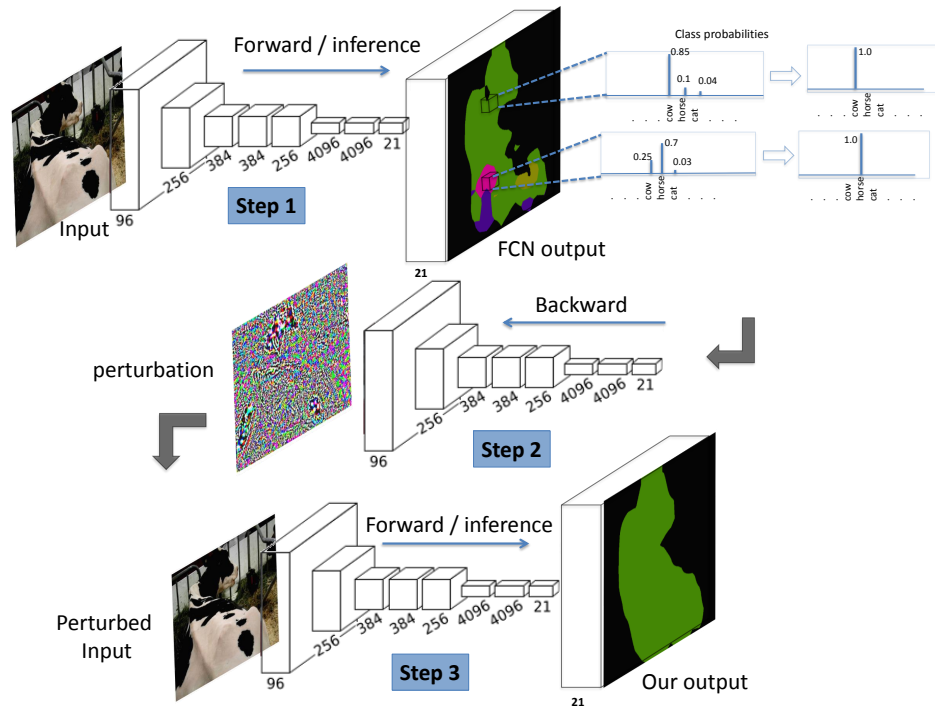 Forward / inference
Class probabilities
0.85
0.1
0.04
. . . cow horse cat . . . .
1.0
. . . cow horse cat . . . .
0.25
0.7
0.03
. . . cow horse cat . . . .
1.0
. . . cow horse cat . . . .
Input
96
256
384
384
256
4096
4096
21
Step 1
21
FCN output
Backward
perturbation
96
256
384
384
256
4096
4096
21
Step 2
Forward / inference
Perturbed
Input
96
256
384
384
256
4096
4096
21
Step 3
21
Our output